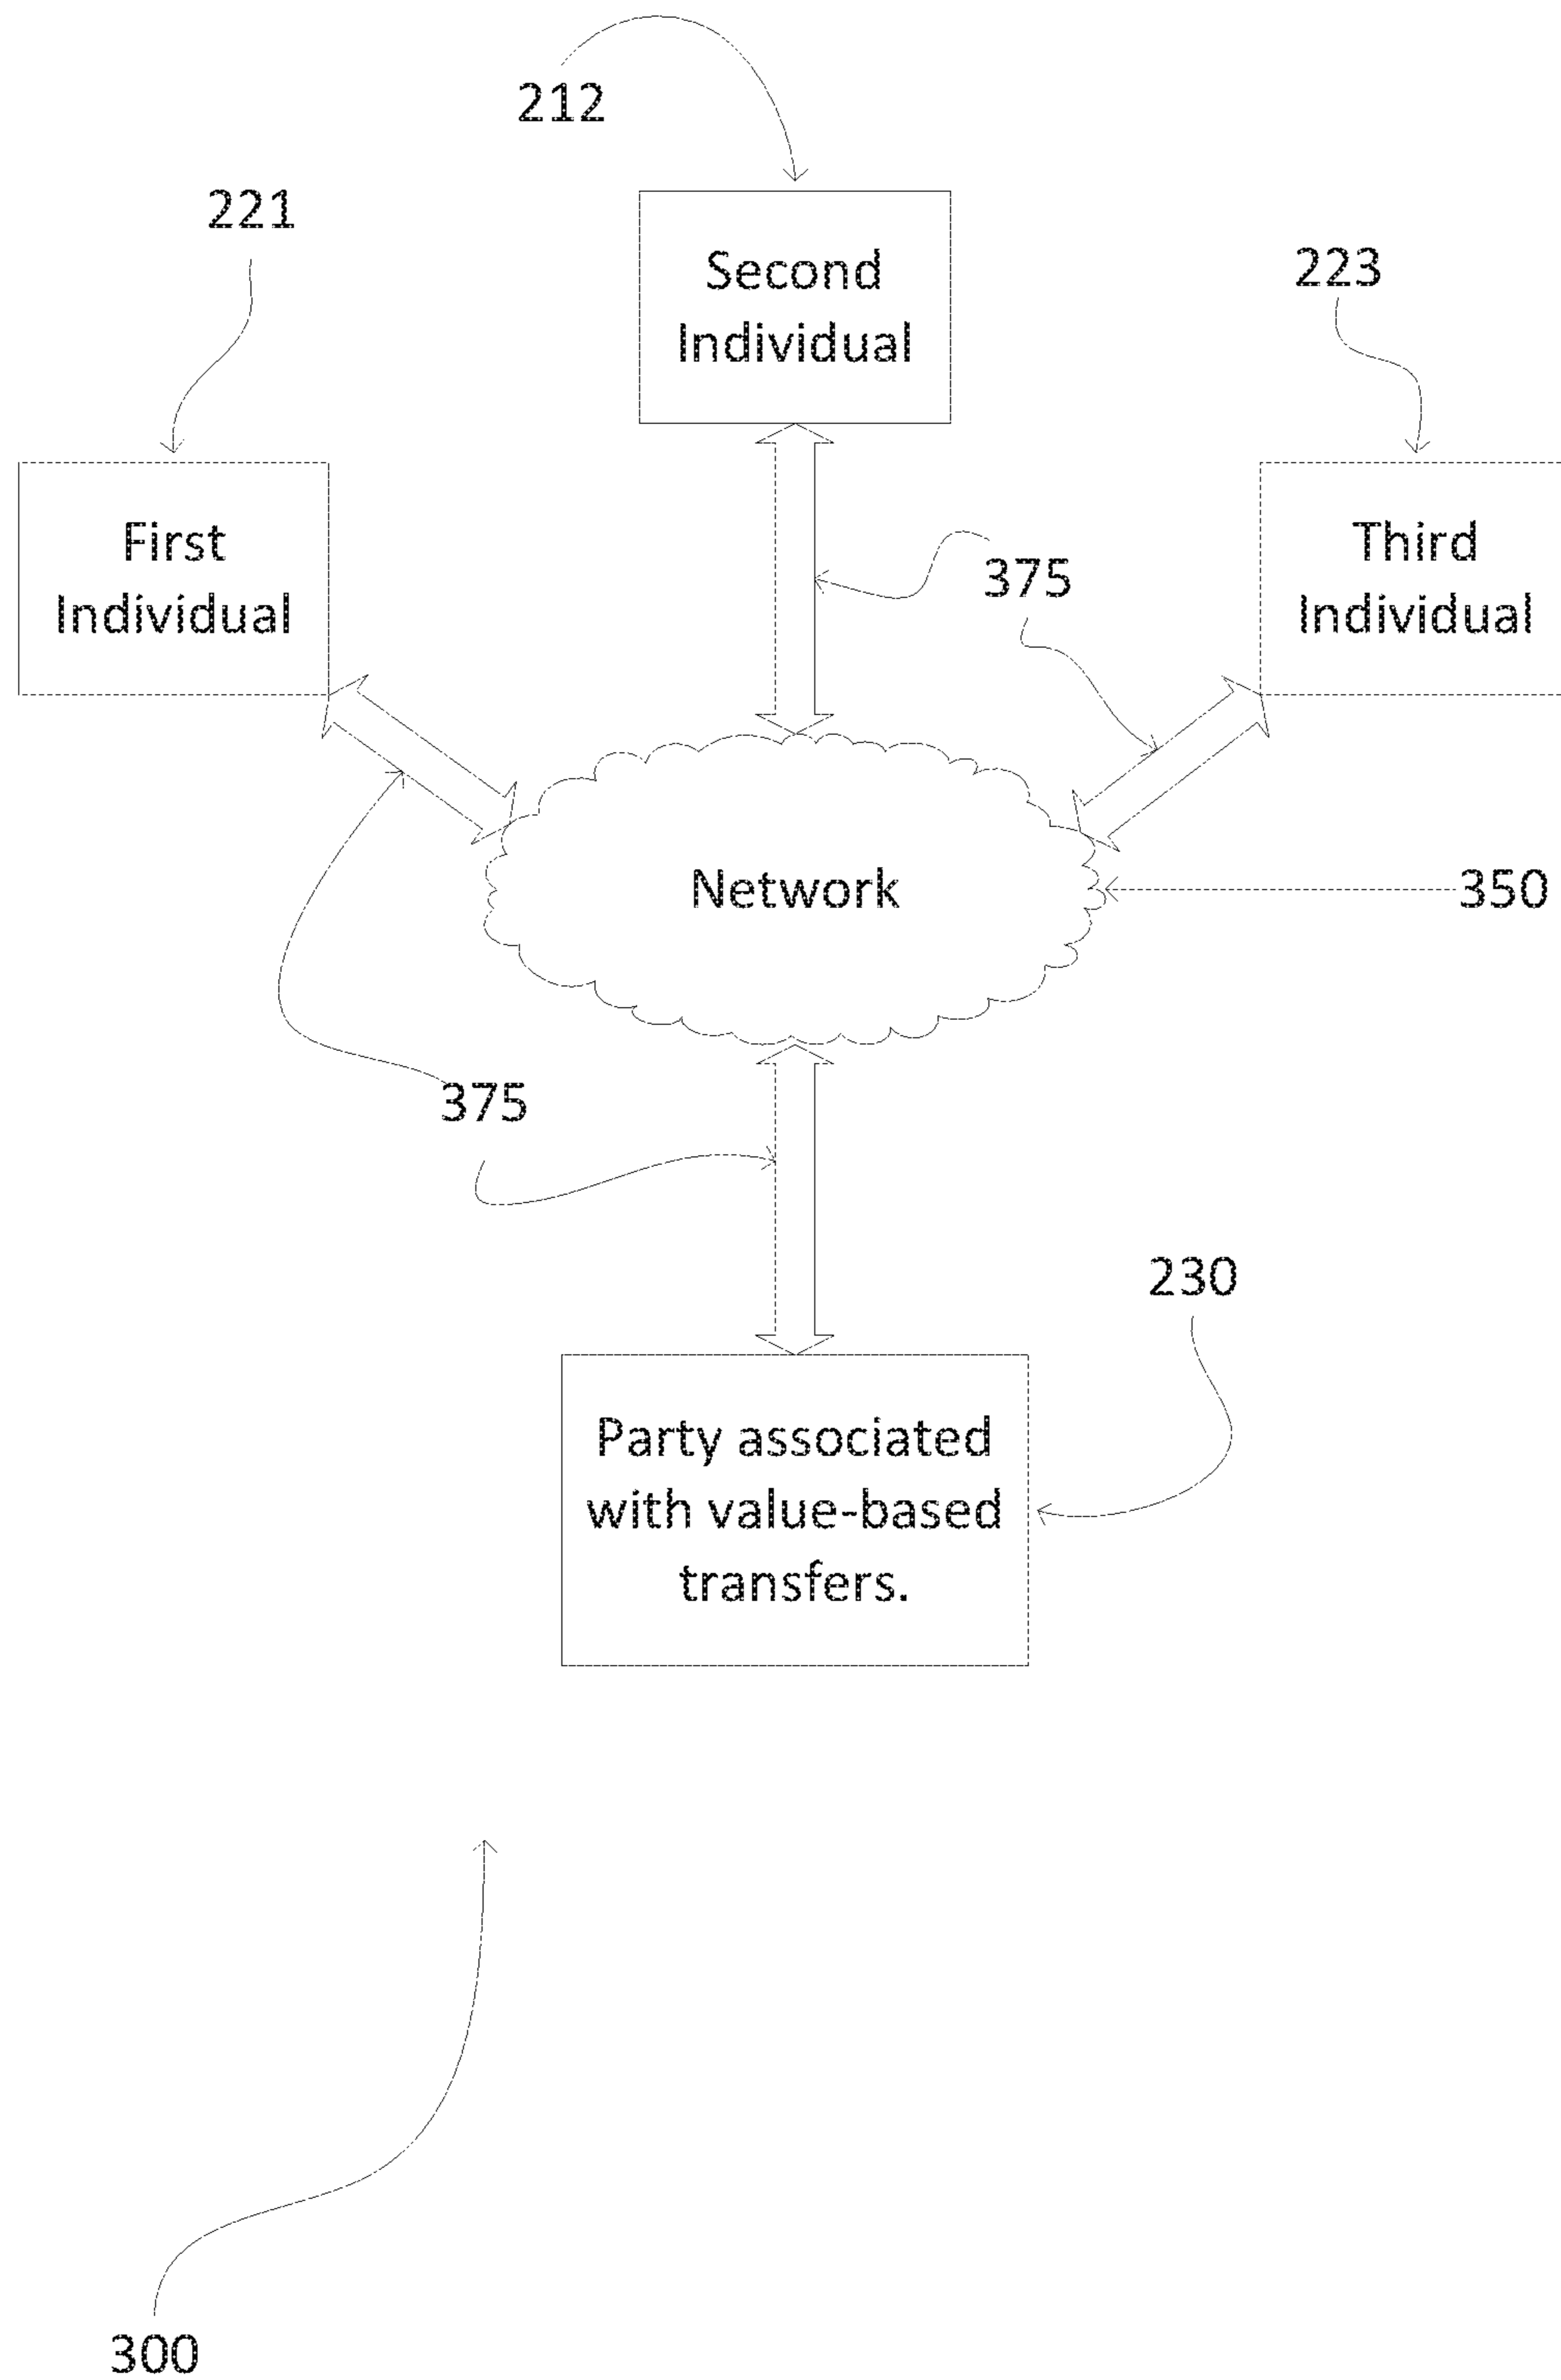 212
221
Second
Individual
223
First
Individual
375
Third
Individual
Network
350
375
230
Party associated
with value-based
transfers.
300